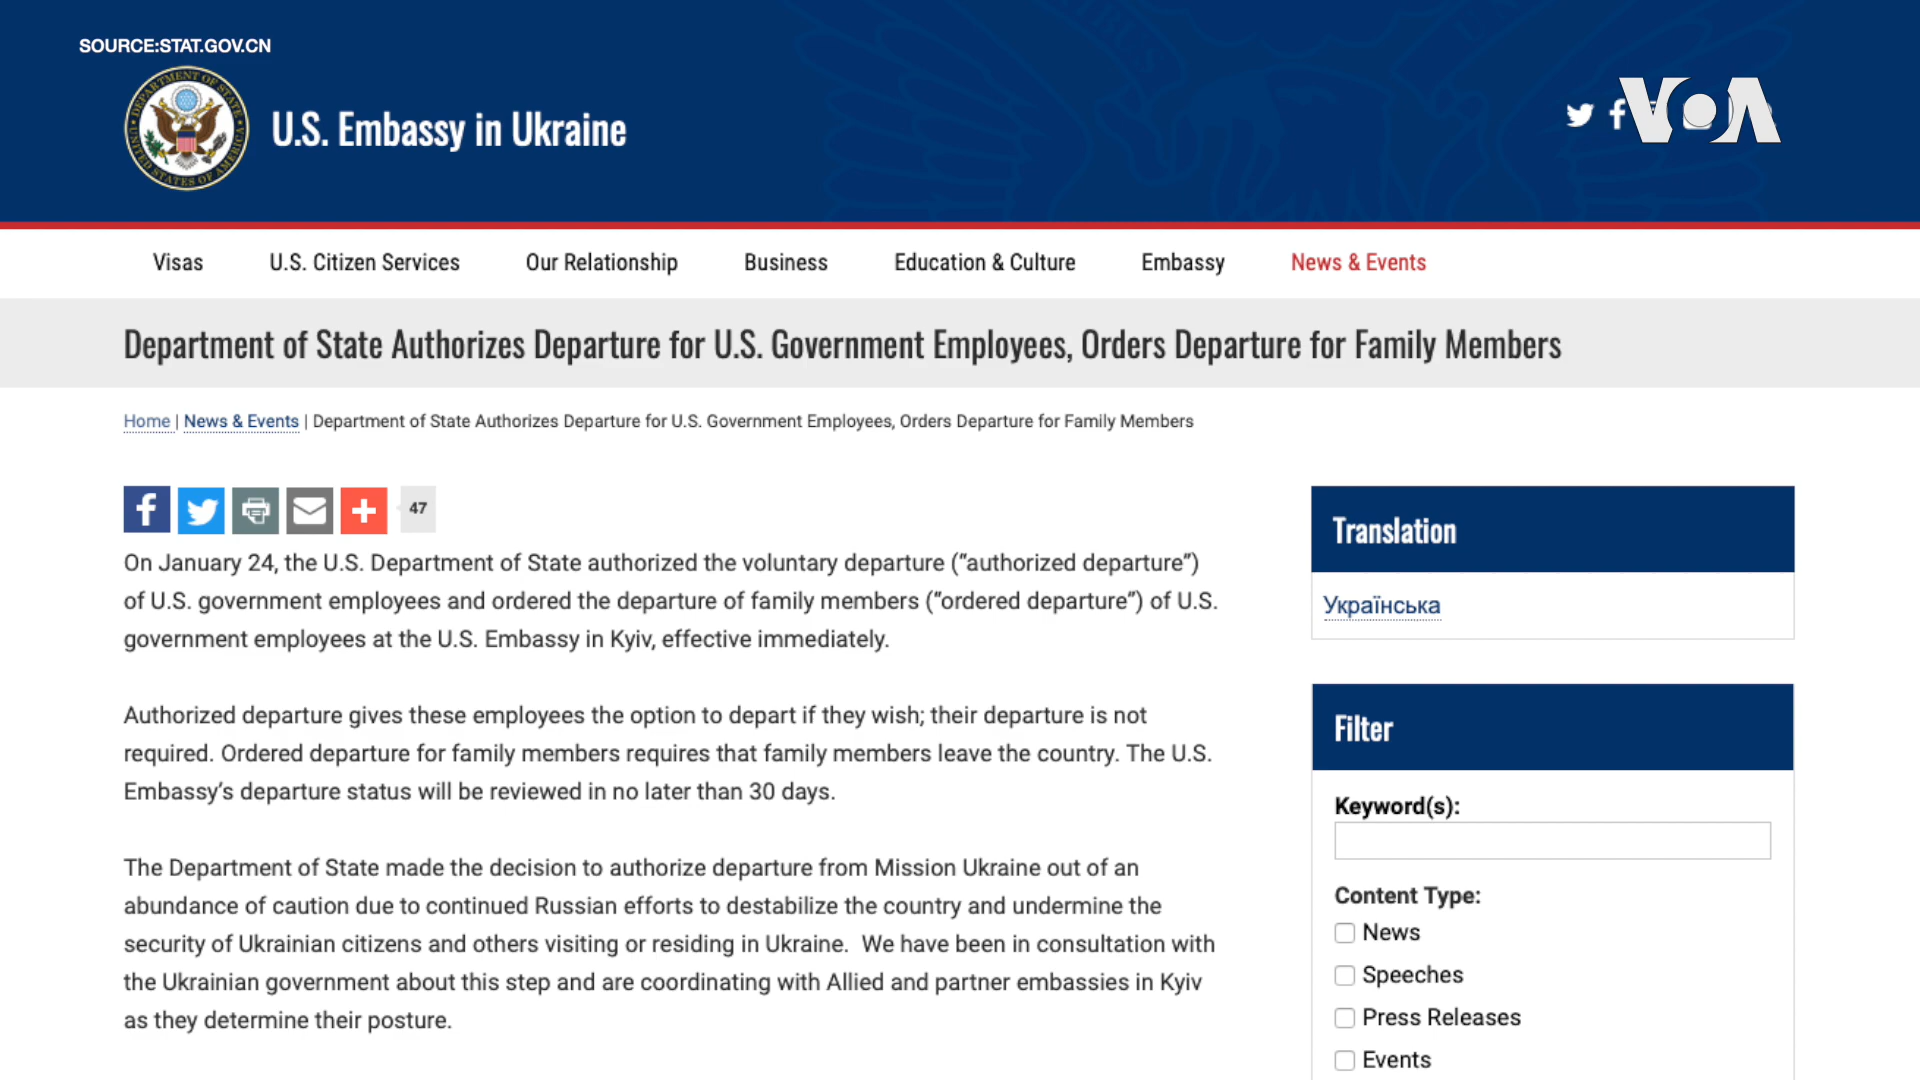 SOURCE:STAT.GOV.CN
U.S. Embassy in Ukraine
VOA
Visas
U.S. Citizen Services
Our Relationship
Business
Education & Culture
Embassy
News & Events
Department of State Authorizes Departure for U.S. Government Employees, Orders Departure for Family Members
Home | News & Events | Department of State Authorizes Departure for U.S. Government Employees, Orders Departure for Family Members
47
On January 24, the U.S. Department of State authorized the voluntary departure (“authorized departure”)
of U.S. government employees and ordered the departure of family members (“ordered departure”) of U.S.
government employees at the U.S. Embassy in Kyiv, effective immediately.
Authorized departure gives these employees the option to depart if they wish; their departure is not
required. Ordered departure for family members requires that family members leave the country. The U.S.
Embassy’s departure status will be reviewed in no later than 30 days.
The Department of State made the decision to authorize departure from Mission Ukraine out of an
abundance of caution due to continued Russian efforts to destabilize the country and undermine the
security of Ukrainian citizens and others visiting or residing in Ukraine.  We have been in consultation with
the Ukrainian government about this step and are coordinating with Allied and partner embassies in Kyiv
as they determine their posture.
Translation
Українська
Filter
Keyword(s):
Content Type:
News
Speeches
Press Releases
Events
DEPARTMENT OF STATE
UNITED STATES OF AMERICA